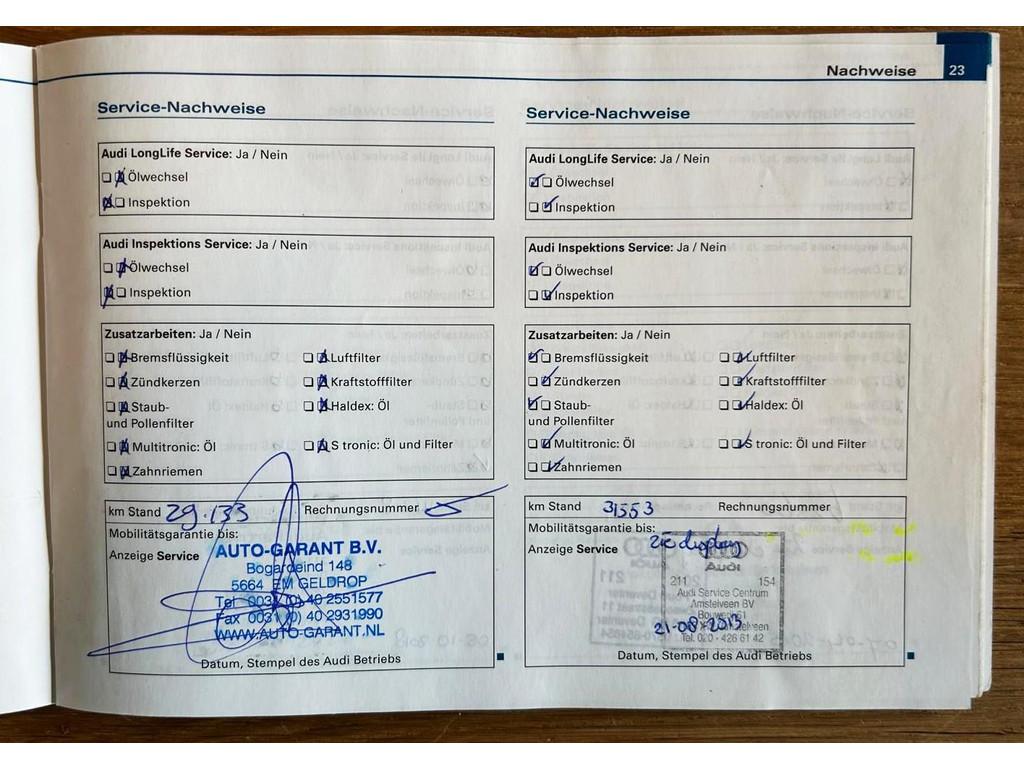 Nachweise 23
Service-Nachweise
Audi LongLife Service: Ja / Nein
Ölwechsel
Inspektion
Audi Inspektions Service: Ja / Nein
Ölwechsel
Inspektion
Zusatzarbeiten: Ja / Nein
Bremsflüssigkeit Luftfilter
Zündkerzen Kraftstofffilter
Staub- Haldex: Öl
und Pollenfilter
Multitronic: Öl S tronic: Öl und Filter
Zahnriemen
km Stand 29.133 Rechnungsnummer
Mobilitätsgarantie bis:
Anzeige Service
AUTO-GARANT B.V.
Bogardeind 148
5664 EM GELDROP
Tel 0031 (0) 40 2551577
Fax 0031 (0) 40 2931990
WWW.AUTO-GARANT.NL
Datum, Stempel des Audi Betriebs
Service-Nachweise
Audi LongLife Service: Ja / Nein
Ölwechsel
Inspektion
Audi Inspektions Service: Ja / Nein
Ölwechsel
Inspektion
Zusatzarbeiten: Ja / Nein
Bremsflüssigkeit Luftfilter
Zündkerzen Kraftstofffilter
Staub- Haldex: Öl
und Pollenfilter
Multitronic: Öl S tronic: Öl und Filter
Zahnriemen
km Stand 31553 Rechnungsnummer
Mobilitätsgarantie bis:
Anzeige Service zie display
Audi
211 154
Audi Service Centrum
Amstelveen BV
21-08-2013
Tel. 020 - 426 61 42
Datum, Stempel des Audi Betriebs